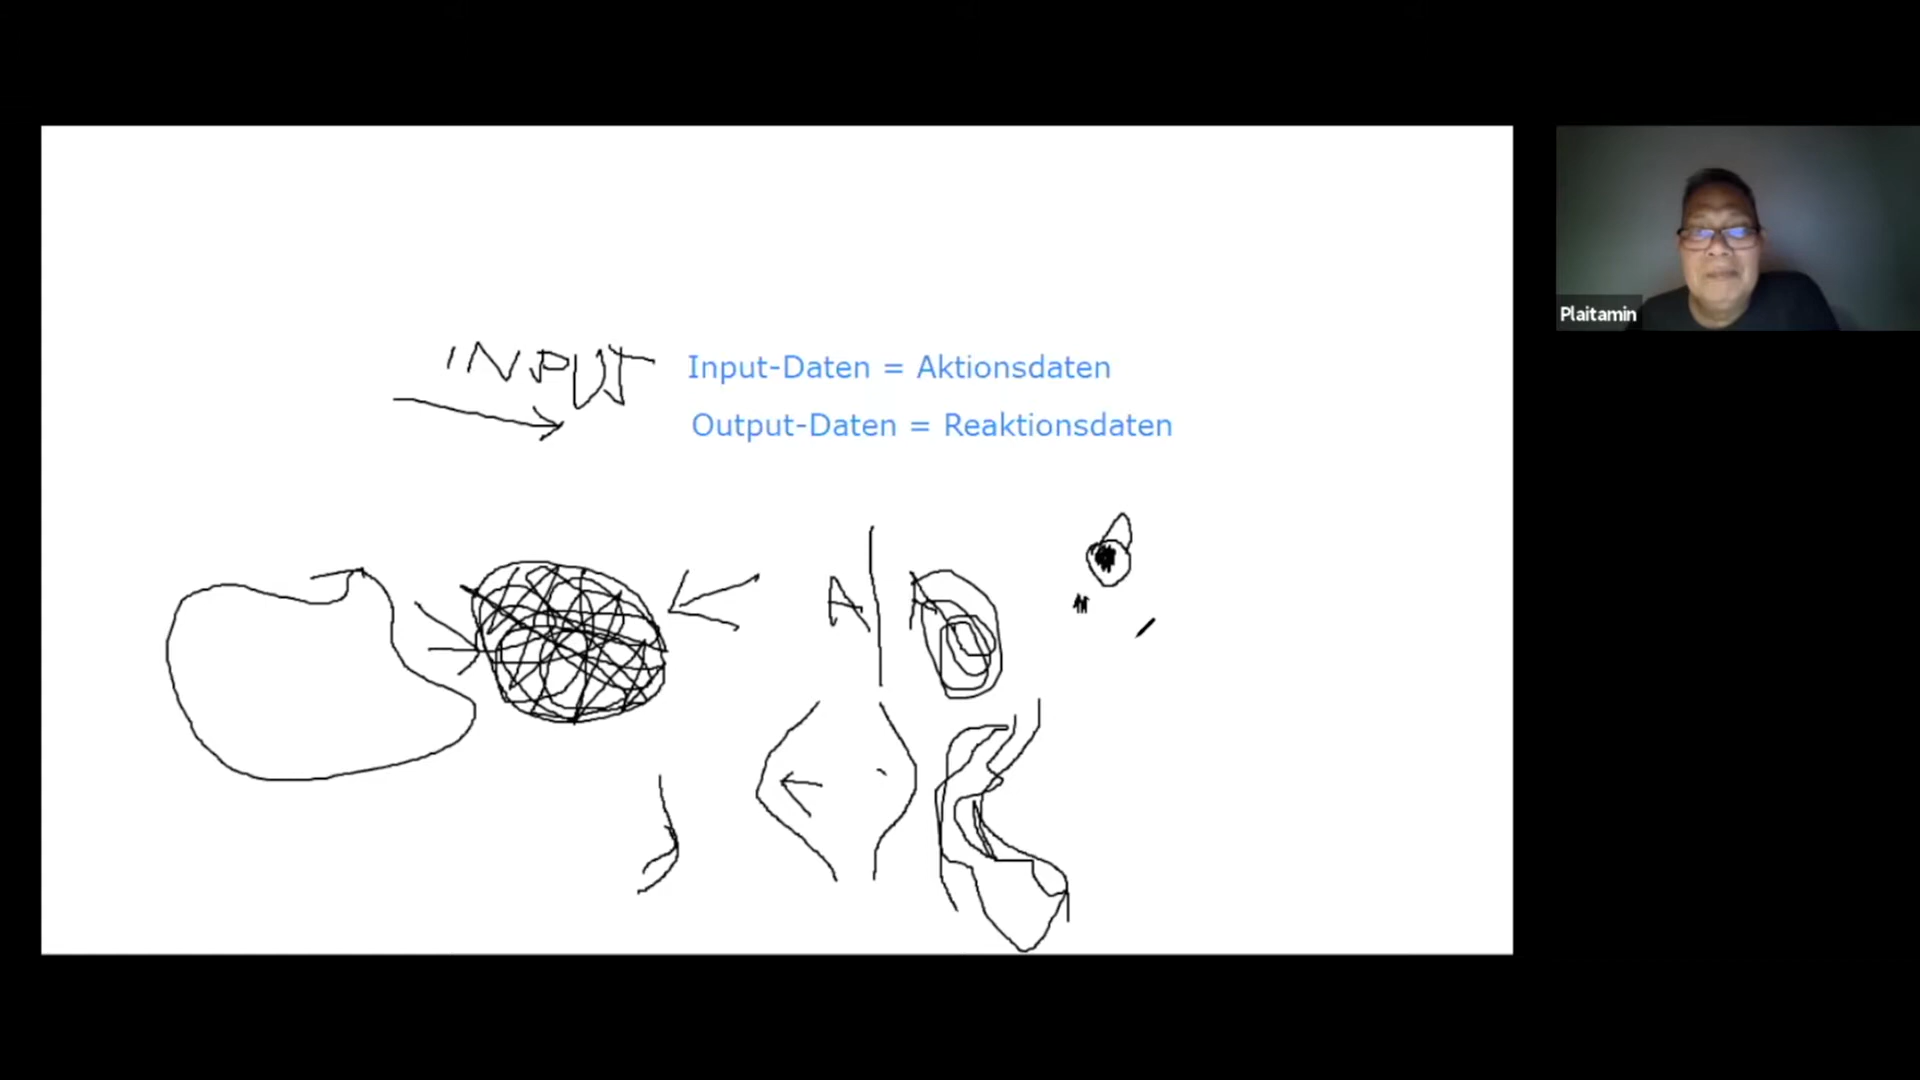 INPUT
Input-Daten = Aktionsdaten
Output-Daten = Reaktionsdaten
A A
Plaitamin